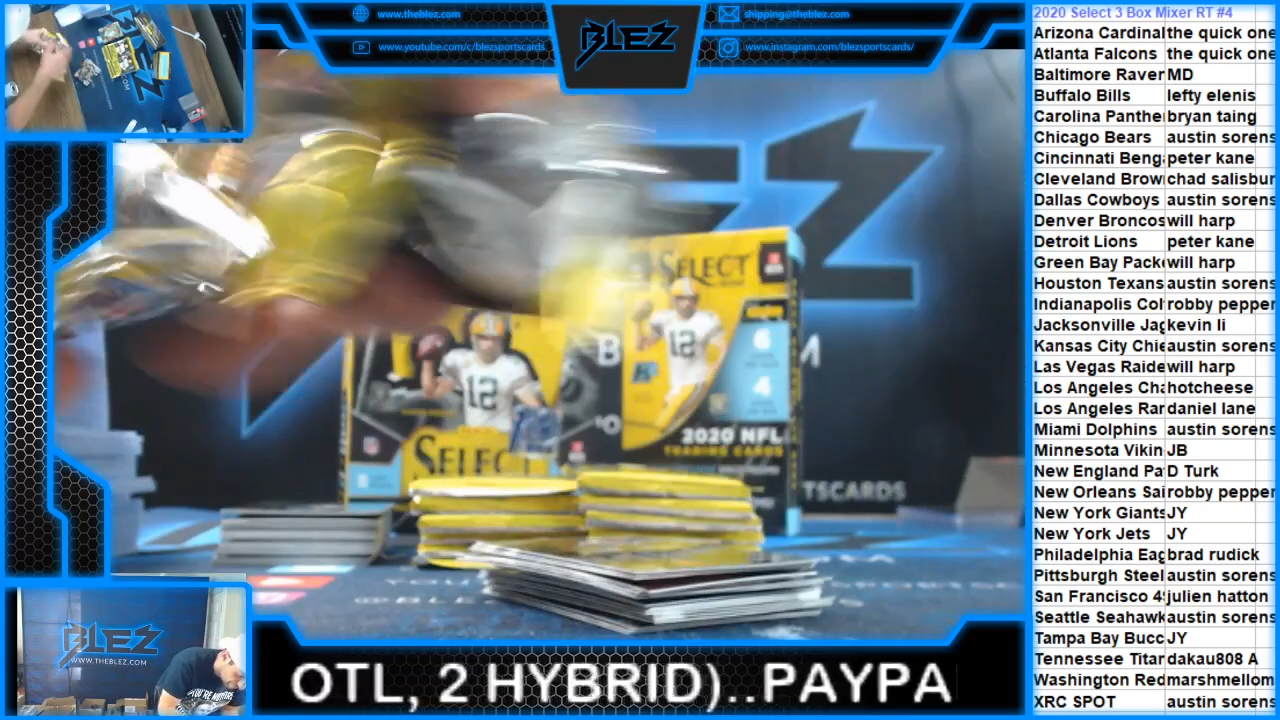 www.theblez.com
shipping@theblez.com
www.youtube.com/c/blezsportscards
BLEZ
www.instagram.com/blezsportscards/
2020 Select 3 Box Mixer RT #4
Arizona Cardinal the quick one
Atlanta Falcons the quick one
Baltimore Raver MD
Buffalo Bills lefty elenis
Carolina Panthe bryan taing
Chicago Bears austin sorens
Cincinnati Beng peter kane
Cleveland Brow chad salisbur
Dallas Cowboys austin sorens
Denver Broncos will harp
Detroit Lions peter kane
Green Bay Pack will harp
Houston Texans austin sorens
Indianapolis Col robby pepper
Jacksonville Jag kevin li
Kansas City Chie austin sorens
Las Vegas Raide will harp
Los Angeles Cha hotcheese
Los Angeles Rar daniel lane
Miami Dolphins austin sorens
Minnesota Vikin JB
New England Pa D Turk
New Orleans Sai robby pepper
New York Giants JY
New York Jets JY
Philadelphia Eag brad rudick
Pittsburgh Steel austin sorens
San Francisco 4 julien hatton
Seattle Seahawk austin sorens
Tampa Bay Bucc JY
Tennessee Titar dakau808 A
Washington Red marshmellom
XRC SPOT austin sorens
SELECT
12
6
4
12
2020 NFL
TRADING CARDS
SELECT
TSCARDS
BLEZ
WWW.THEBLEZ.COM
OTL, 2 HYBRID)..PAYPA